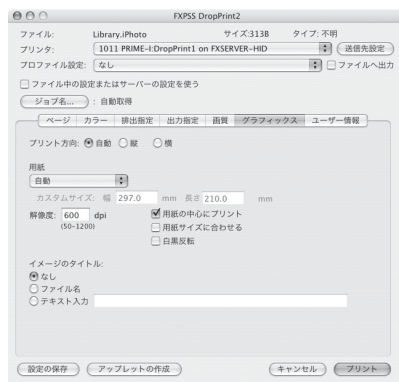 FXPSS DropPrint2
ファイル: Library.iPhoto サイズ:313B タイプ: 不明
プリンタ: 1011 PRIME-I:DropPrint1 on FXSERVER-HID 送信先設定
プロファイル設定: なし ファイルへ出力
ファイル中の設定またはサーバーの設定を使う
ジョブ名... : 自動取得
ページ カラー 排出指定 出力指定 画質 グラフィックス ユーザー情報
プリント方向: 自動 縦 横
用紙
自動
カスタムサイズ: 幅 297.0 mm 長さ 210.0 mm
解像度: 600 dpi 用紙の中心にプリント
(50-1200) 用紙サイズに合わせる
白黒反転
イメージのタイトル:
なし
ファイル名
テキスト入力
設定の保存 アップレットの作成 キャンセル プリント